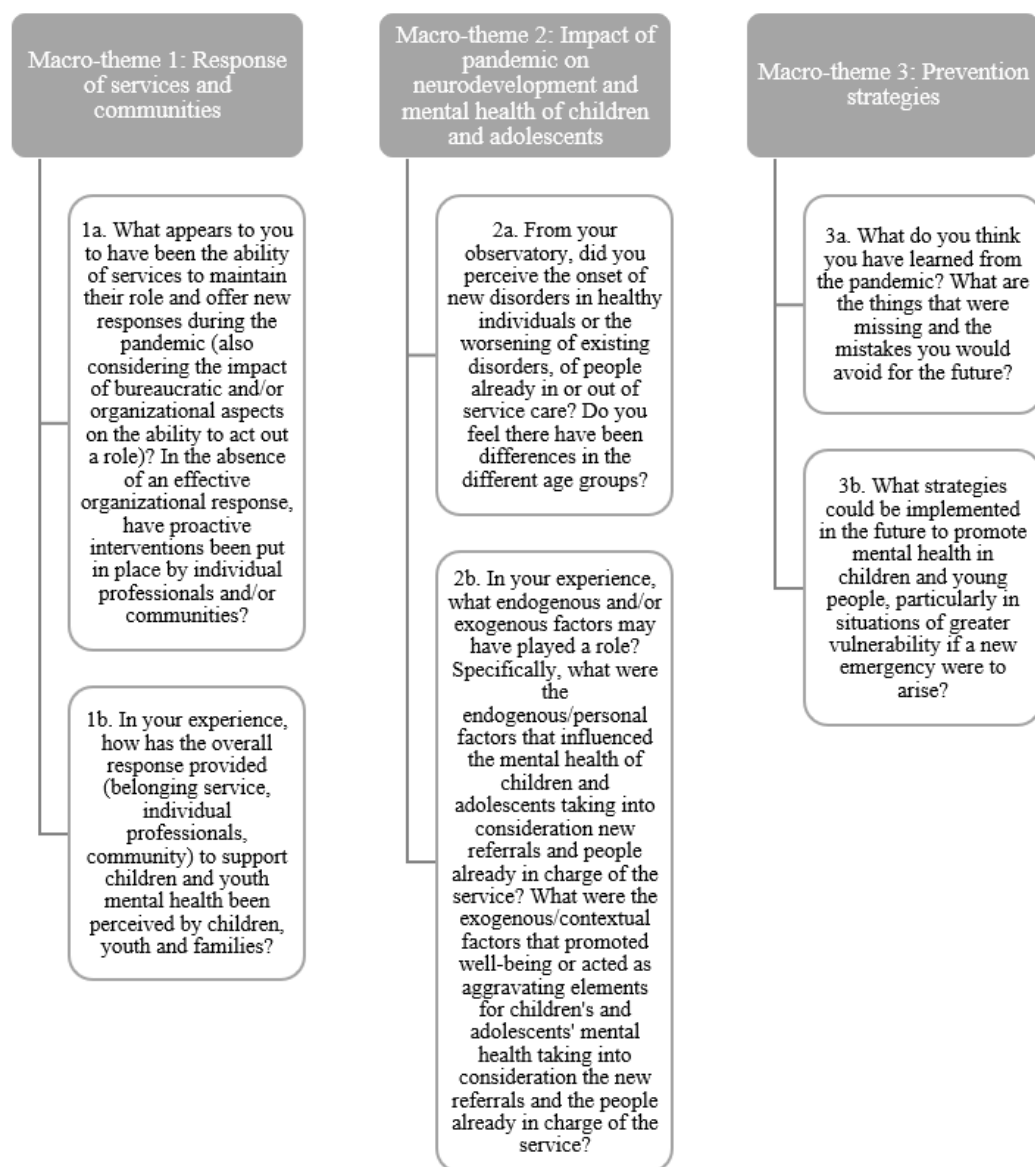 Macro-theme 1: Response
of services and
communities
1a. What appears to you
to have been the ability
of services to maintain
their role and offer new
responses during the
pandemic (also
considering the impact
of bureaucratic and/or
organizational aspects
on the ability to act out
a role)? In the absence
of an effective
organizational response,
have proactive
interventions been put
in place by individual
professionals and/or
communities?
1b. In your experience,
how has the overall
response provided
(belonging service,
individual
professionals,
community) to support
children and youth
mental health been
perceived by children,
youth and families?
Macro-theme 2: Impact of
pandemic on
neurodevelopment and
mental health of children
and adolescents
2a. From your
observatory, did you
perceive the onset of
new disorders in healthy
individuals or the
worsening of existing
disorders, of people
already in or out of
service care? Do you
feel there have been
differences in the
different age groups?
2b. In your experience,
what endogenous and/or
exogenous factors may
have played a role?
Specifically, what were
the
endogenous/personal
factors that influenced
the mental health of
children and
adolescents taking into
consideration new
referrals and people
already in charge of the
service? What were the
exogenous/contextual
factors that promoted
well-being or acted as
aggravating elements
for children's and
adolescents' mental
health taking into
consideration the new
referrals and the people
already in charge of the
service?
Macro-theme 3: Prevention
strategies
3a. What do you think
you have learned from
the pandemic? What are
the things that were
missing and the
mistakes you would
avoid for the future?
3b. What strategies
could be implemented
in the future to promote
mental health in
children and young
people, particularly in
situations of greater
vulnerability if a new
emergency were to
arise?